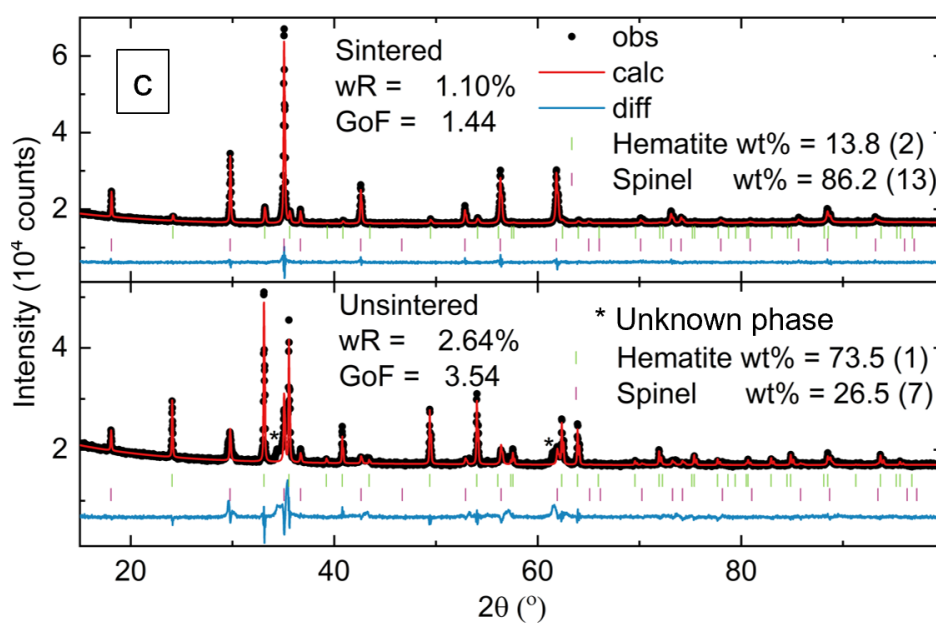 C
Sintered
wR = 1.10%
GoF = 1.44
obs
calc
diff
Hematite wt% = 13.8 (2)
Spinel wt% = 86.2 (13)
6
4
2
Intensity (10⁴ counts)
Unsintered
wR = 2.64%
GoF = 3.54
* Unknown phase
Hematite wt% = 73.5 (1)
Spinel wt% = 26.5 (7)
4
2
*
*
20 40 60 80
2θ (°)